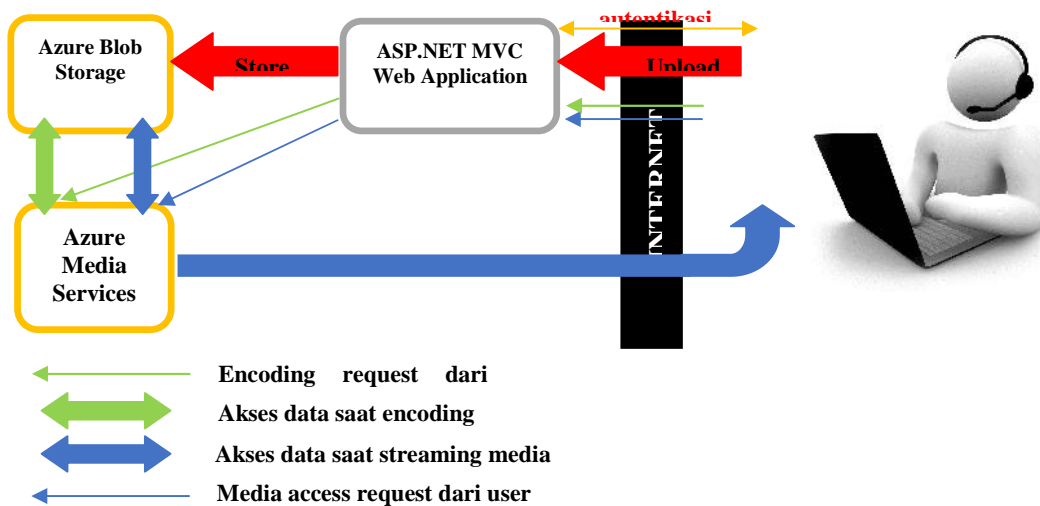 autentikasi
Azure Blob
Storage
Store
ASP.NET MVC
Web Application
Upload
INTERNET
Azure
Media
Services
Encoding request dari
Akses data saat encoding
Akses data saat streaming media
Media access request dari user